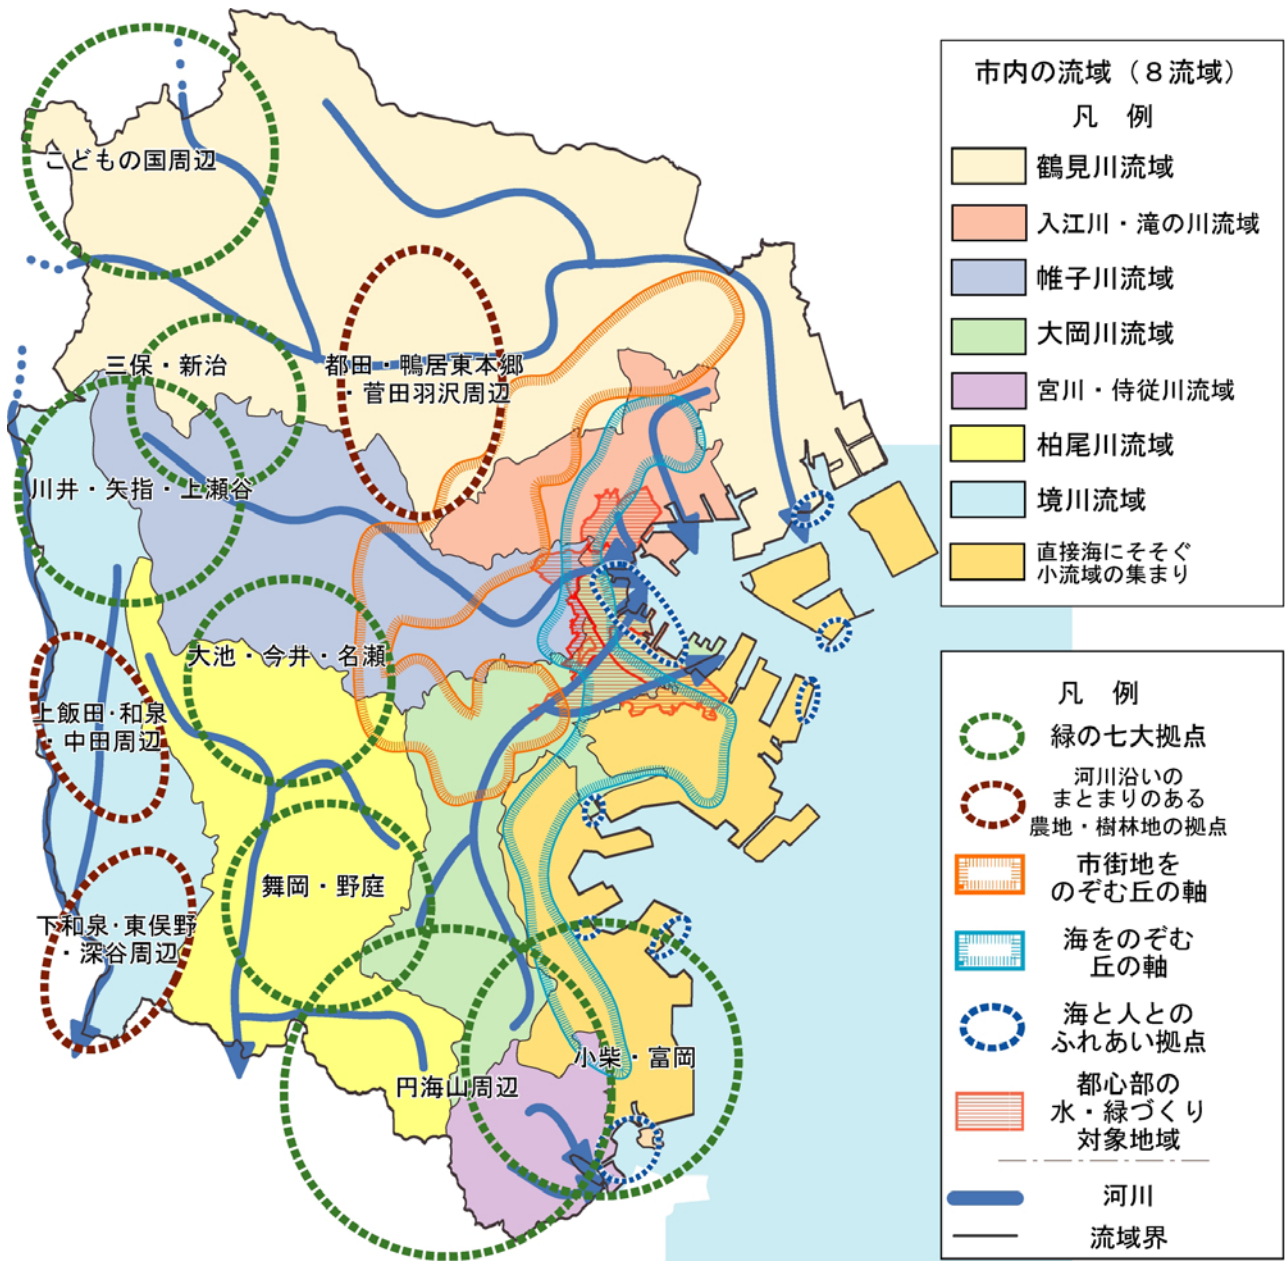 こどもの国周辺
三保・新治
都田・鴨居東本郷
・菅田羽沢周辺
川井・矢指・上瀬谷
大池・今井・名瀬
上飯田・和泉
・中田周辺
舞岡・野庭
下和泉・東俣野
・深谷周辺
小柴・富岡
円海山周辺
市内の流域（８流域）
凡　例
鶴見川流域
入江川・滝の川流域
帷子川流域
大岡川流域
宮川・侍従川流域
柏尾川流域
境川流域
直接海にそそぐ
小流域の集まり
凡　例
緑の七大拠点
河川沿いの
まとまりのある
農地・樹林地の拠点
市街地を
のぞむ丘の軸
海をのぞむ
丘の軸
海と人との
ふれあい拠点
都心部の
水・緑づくり
対象地域
河川
流域界